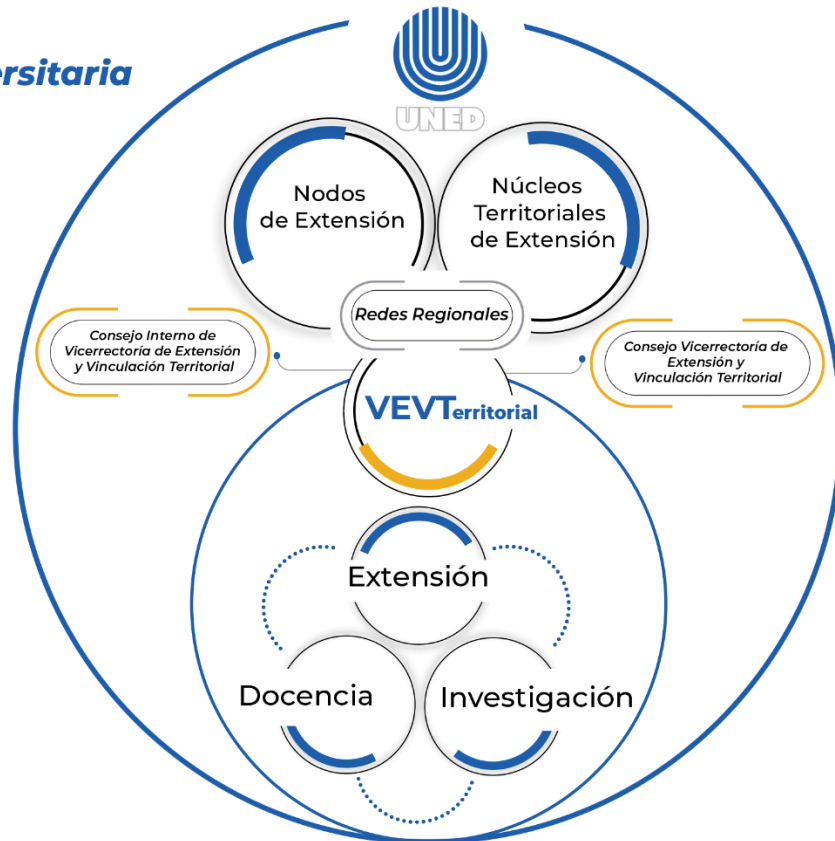 ersitaria
UNED
Nodos
de Extensión
Núcleos
Territoriales
de Extensión
Redes Regionales
Consejo Interno de
Vicerrectoría de Extensión
y Vinculación Territorial
Consejo Vicerrectoría de
Extensión y
Vinculación Territorial
VEVTerritorial
Extensión
Docencia
Investigación